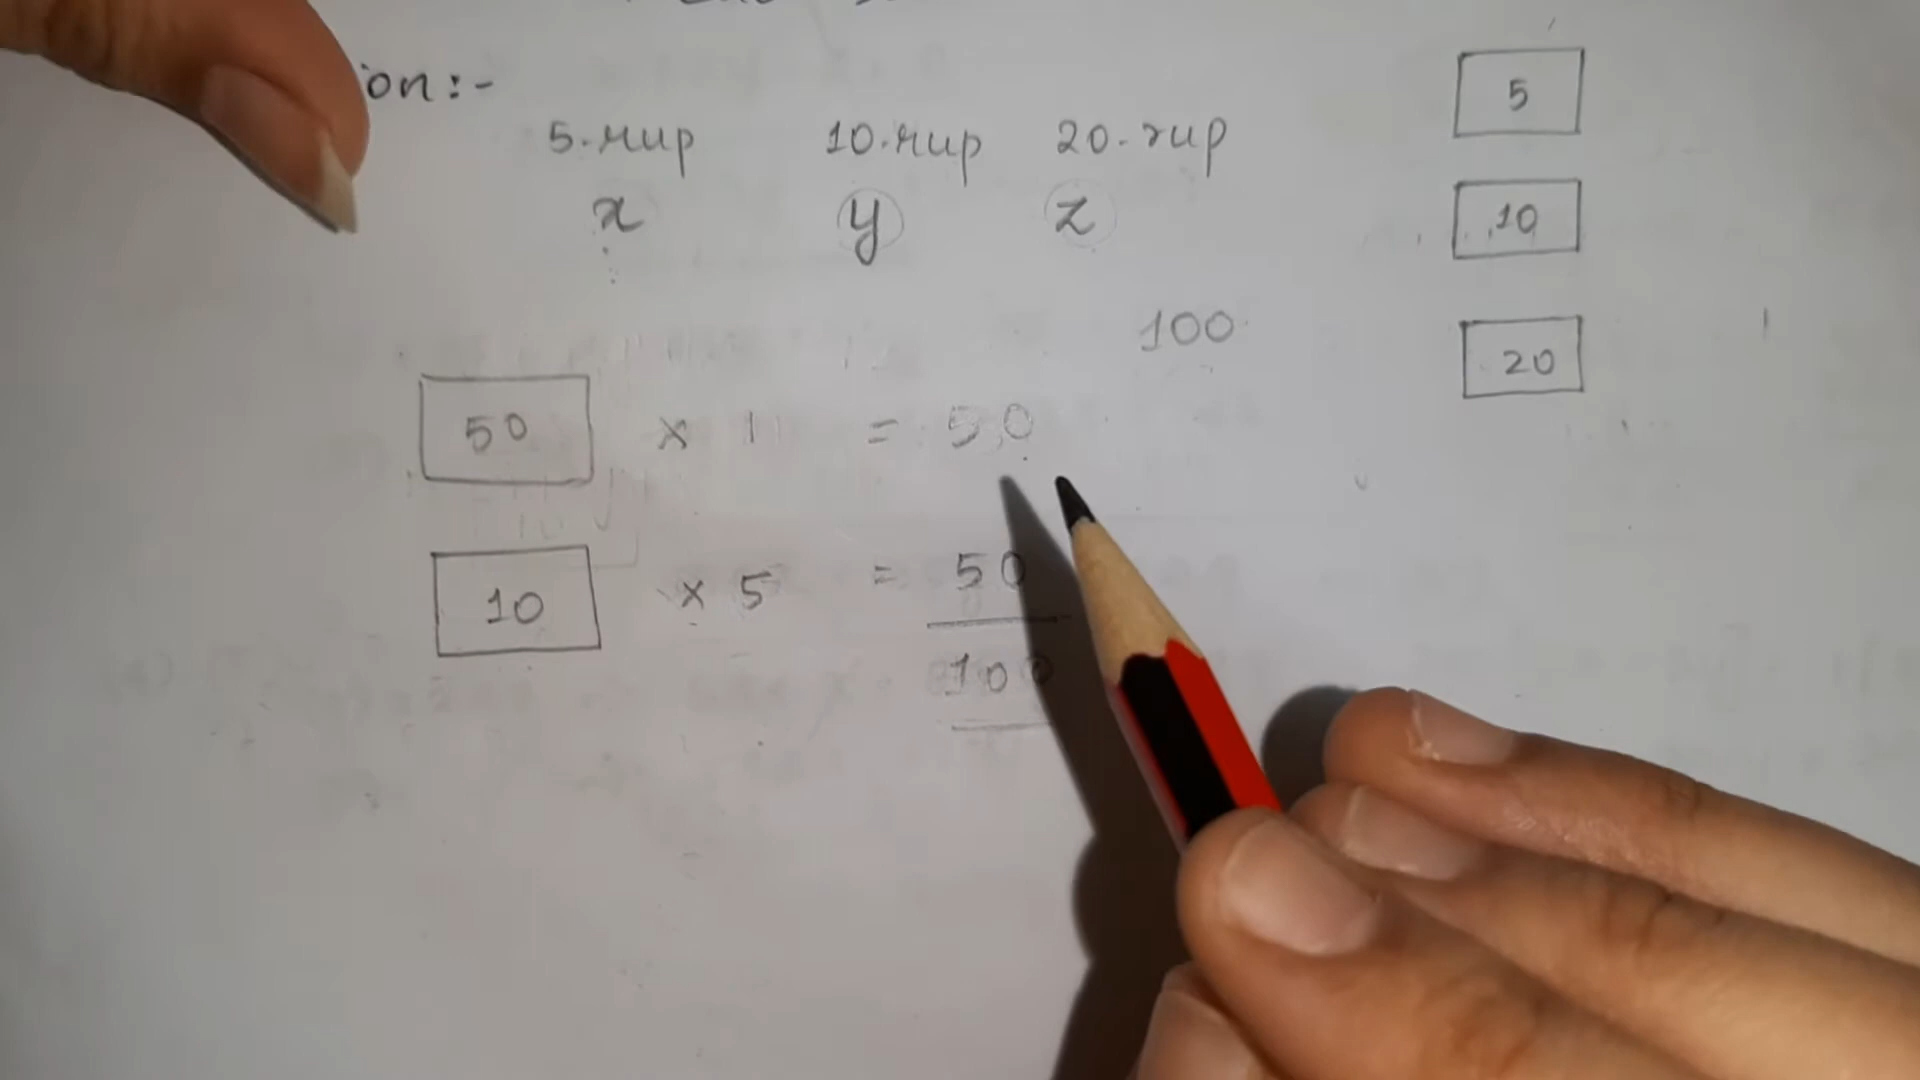 on:-
5.rup 10.rup 20.rup
x y z
5
10
20
100
50 x 1 = 50
10 x 5 = 50
100